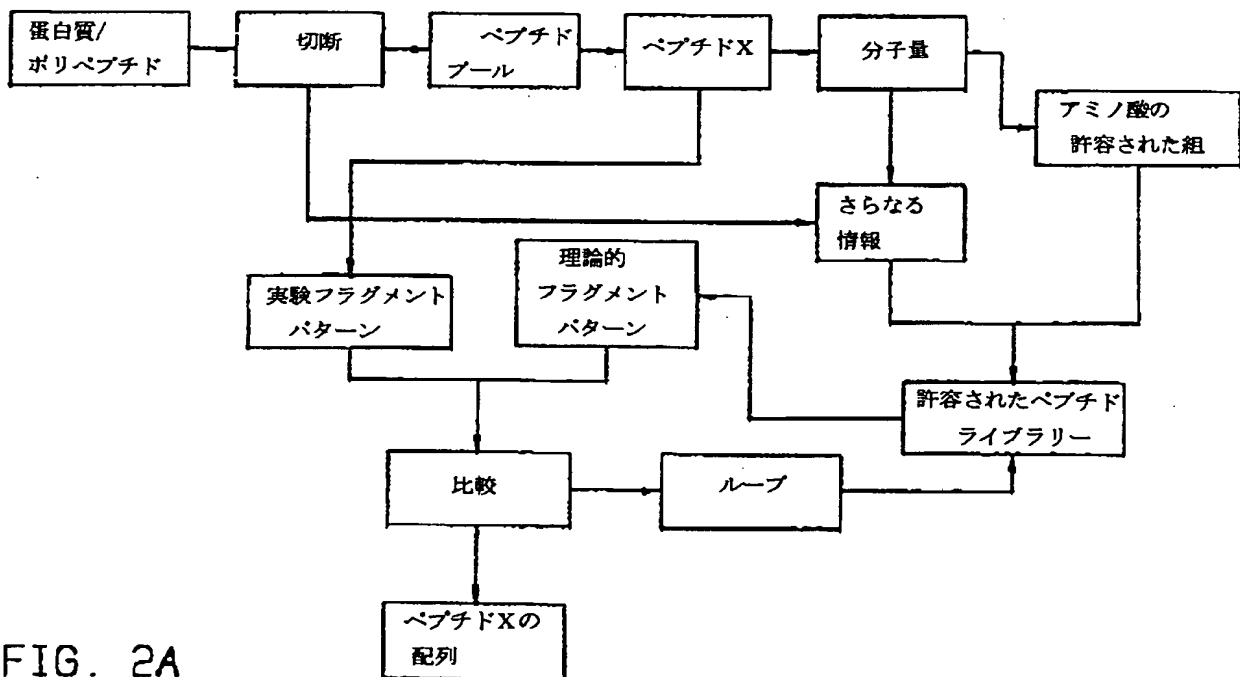 蛋白質/
ポリペプチド
切断
ペプチド
プール
ペプチドX
分子量
アミノ酸の
許容された組
さらなる
情報
理論的
フラグメント
パターン
実験フラグメント
パターン
許容されたペプチド
ライブラリー
比較
ループ
ペプチドXの
配列
FIG. 2A